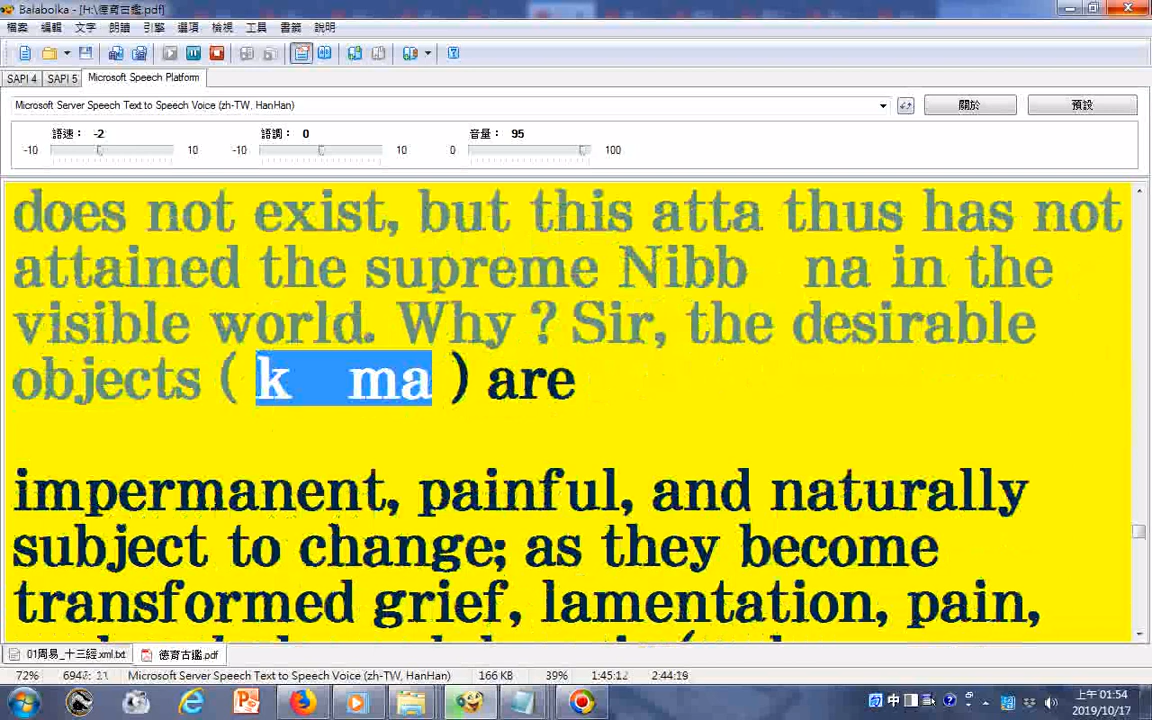 Balabolka - [H:\德育古鑑.pdf]
檔案 編輯 文字 朗讀 引擎 選項 檢視 工具 書籤 說明
SAPI 4 SAPI 5 Microsoft Speech Platform
Microsoft Server Speech Text to Speech Voice (zh-TW, HanHan) 關於 預設
語速： -2 語調： 0 音量： 95
-10 10 -10 10 0 100
does not exist, but this atta thus has not
attained the supreme Nibb na in the
visible world. Why ? Sir, the desirable
objects ( k ma ) are
impermanent, painful, and naturally
subject to change; as they become
transformed grief, lamentation, pain,
01周易_十三經.xml.txt 德育古鑑.pdf
72% Microsoft Server Speech Text to Speech Voice (zh-TW, HanHan) 166 KB 39% 1:45:12 2:44:19
中 上午 01:54
2019/10/17